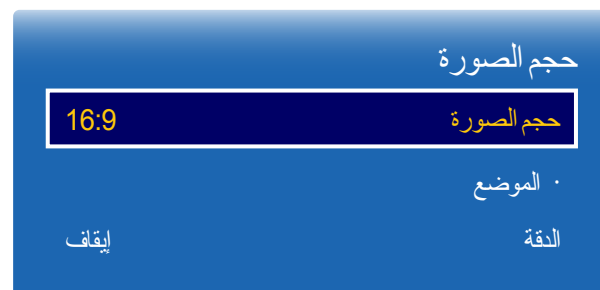 حجم الصورة
حجم الصورة 16:9
· الموضع
الدقة إيقاف